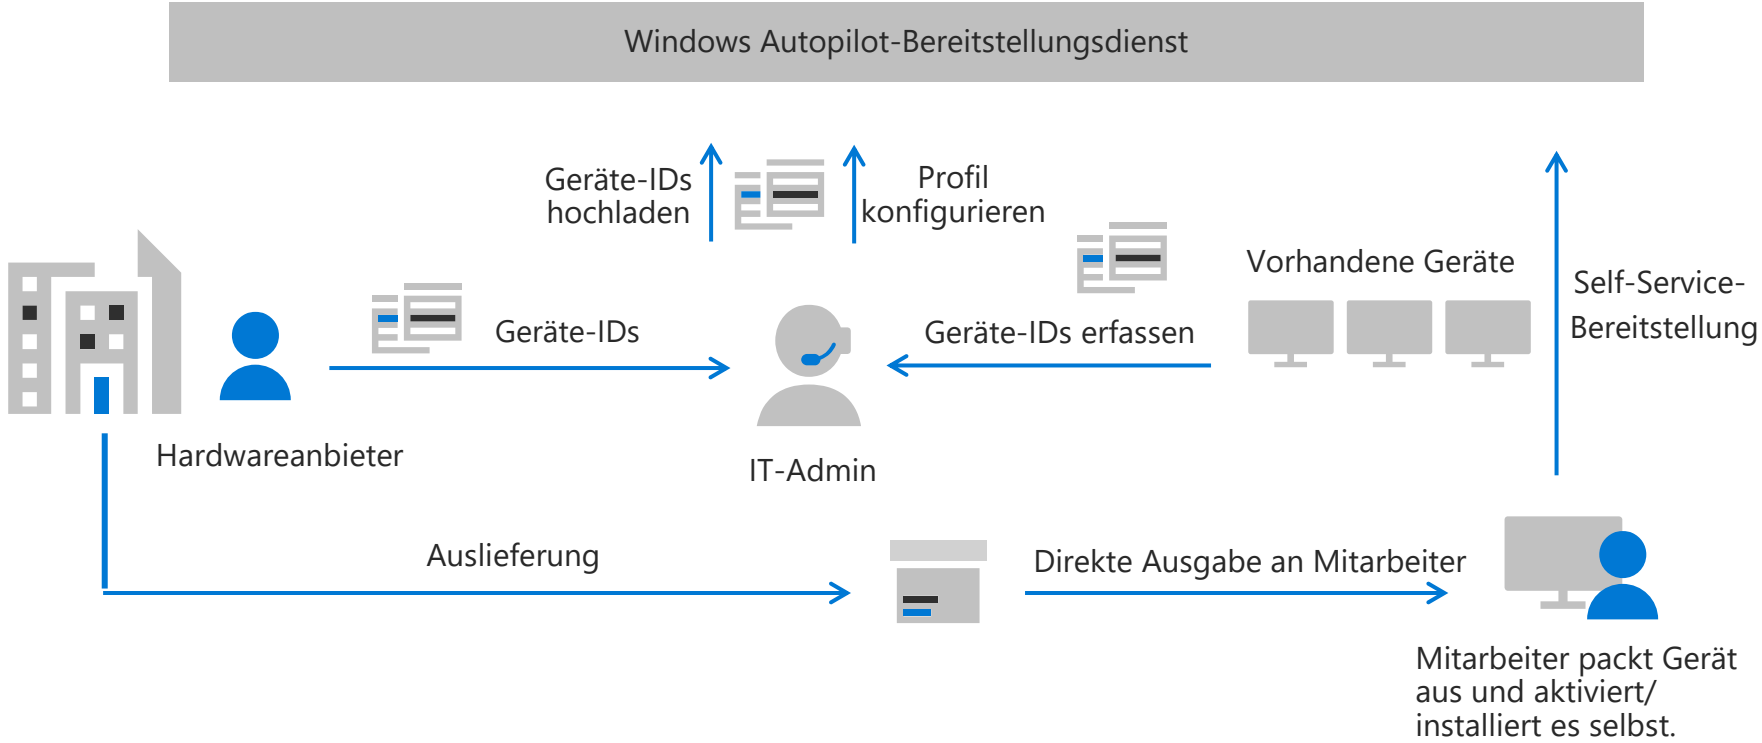 Windows Autopilot-Bereitstellungsdienst
Geräte-IDs
hochladen
Profil
konfigurieren
Vorhandene Geräte
Self-Service-
Bereitstellung
Geräte-IDs
Geräte-IDs erfassen
Hardwareanbieter
IT-Admin
Auslieferung
Direkte Ausgabe an Mitarbeiter
Mitarbeiter packt Gerät
aus und aktiviert/
installiert es selbst.